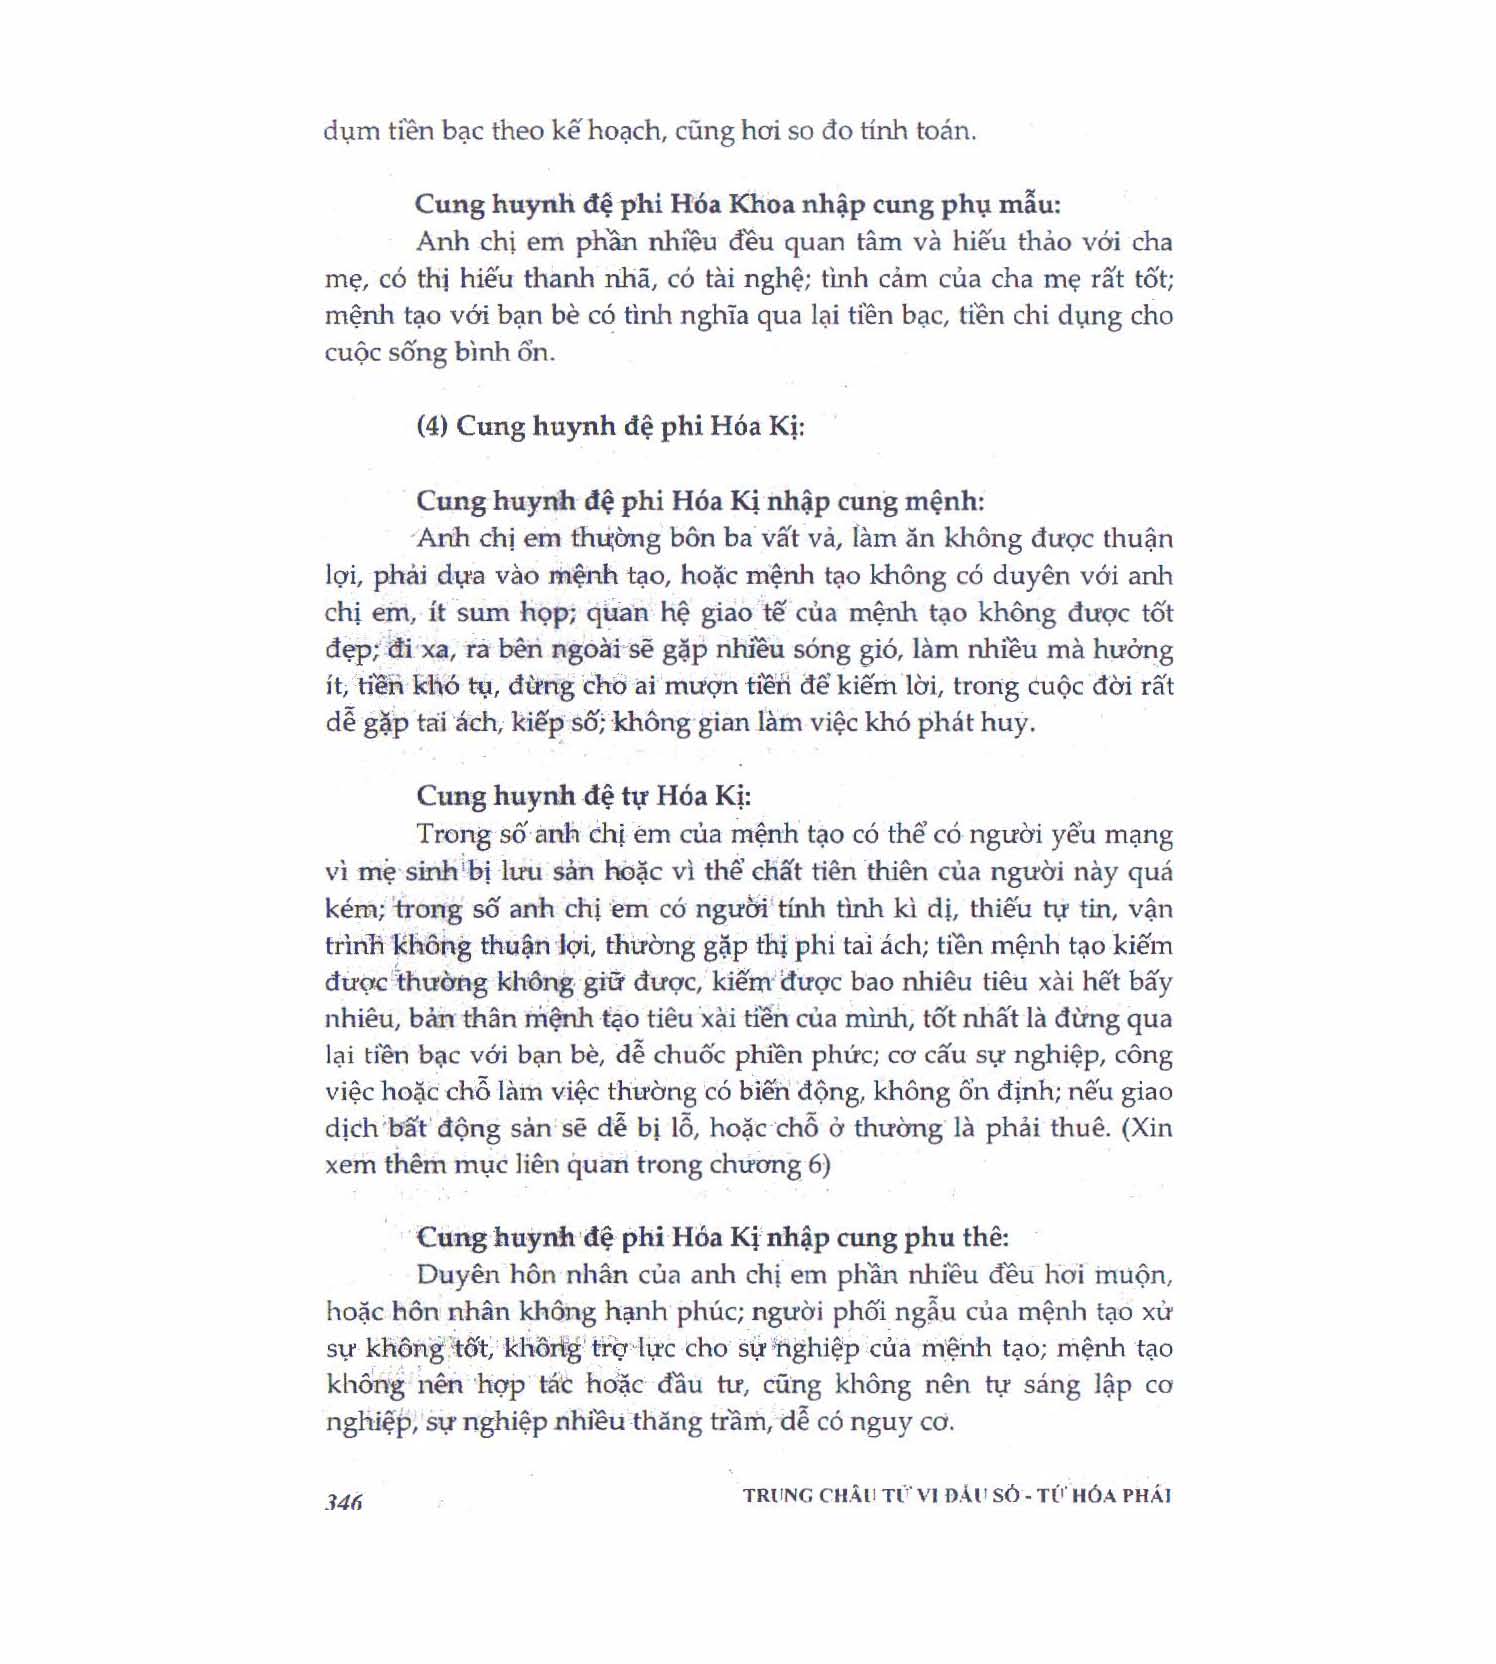 dụm tiền bạc theo kế hoạch, cũng hơi so đo tính toán.
Cung huynh đệ phi Hóa Khoa nhập cung phụ mẫu:
Anh chị em phần nhiều đều quan tâm và hiếu thảo với cha
mẹ, có thị hiếu thanh nhã, có tài nghệ; tình cảm của cha mẹ rất tốt;
mệnh tạo với bạn bè có tình nghĩa qua lại tiền bạc, tiền chi dụng cho
cuộc sống bình ổn.
(4) Cung huynh đệ phi Hóa Kị:
Cung huynh đệ phi Hóa Kị nhập cung mệnh:
Anh chị em thường bôn ba vất vả, làm ăn không được thuận
lợi, phải dựa vào mệnh tạo, hoặc mệnh tạo không có duyên với anh
chị em, ít sum họp; quan hệ giao tế của mệnh tạo không được tốt
đẹp; đi xa, ra bên ngoài sẽ gặp nhiều sóng gió, làm nhiều mà hưởng
ít, tiền khó tụ, đừng cho ai mượn tiền để kiếm lời, trong cuộc đời rất
dễ gặp tai ách, kiếp số; không gian làm việc khó phát huy.
Cung huynh đệ tự Hóa Kị:
Trong số anh chị em của mệnh tạo có thể có người yểu mạng
vì mẹ sinh bị lưu sản hoặc vì thể chất tiên thiên của người này quá
kém; trong số anh chị em có người tính tình kì dị, thiếu tự tin, vận
trình không thuận lợi, thường gặp thị phi tai ách; tiền mệnh tạo kiếm
được thường không giữ được, kiếm được bao nhiêu tiêu xài hết bấy
nhiêu, bản thân mệnh tạo tiêu xài tiền của mình, tốt nhất là đừng qua
lại tiền bạc với bạn bè, dễ chuốc phiền phức; cơ cấu sự nghiệp, công
việc hoặc chỗ làm việc thường có biến động, không ổn định; nếu giao
dịch bất động sản sẽ dễ bị lỗ, hoặc chỗ ở thường là phải thuê. (Xin
xem thêm mục liên quan trong chương 6)
Cung huynh đệ phi Hóa Kị nhập cung phu thê:
Duyên hôn nhân của anh chị em phần nhiều đều hơi muộn,
hoặc hôn nhân không hạnh phúc; người phối ngẫu của mệnh tạo xử
sự không tốt, không trợ lực cho sự nghiệp của mệnh tạo; mệnh tạo
không nên hợp tác hoặc đầu tư, cũng không nên tự sáng lập cơ
nghiệp, sự nghiệp nhiều thăng trầm, dễ có nguy cơ.
346 TRUNG CHÂU TỬ VI ĐẨU SỐ - TỨ HÓA PHÁI